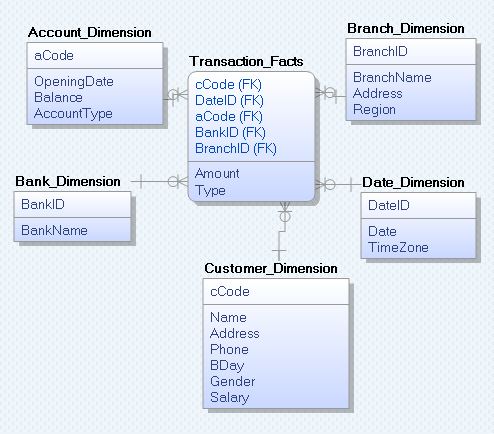 Account_Dimension
aCode
OpeningDate
Balance
AccountType
Transaction_Facts
cCode (FK)
DateID (FK)
aCode (FK)
BankID (FK)
BranchID (FK)
Amount
Type
Branch_Dimension
BranchID
BranchName
Address
Region
Bank_Dimension
BankID
BankName
Date_Dimension
DateID
Date
TimeZone
Customer_Dimension
cCode
Name
Address
Phone
BDay
Gender
Salary